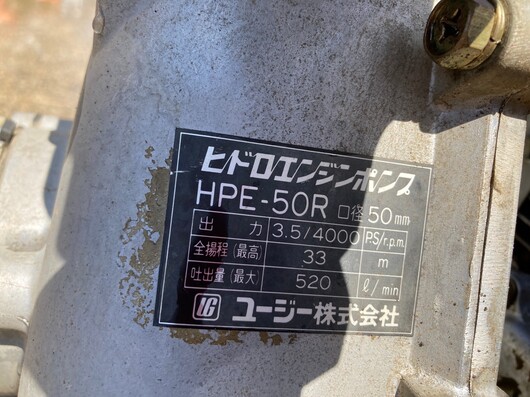 ヒドロエンジンポンプ
HPE-50R 口径 50mm
出力 3.5/4000 PS/r.p.m.
全揚程(最高) 33 m
吐出量(最大) 520 ℓ/min
UG ユージー株式会社